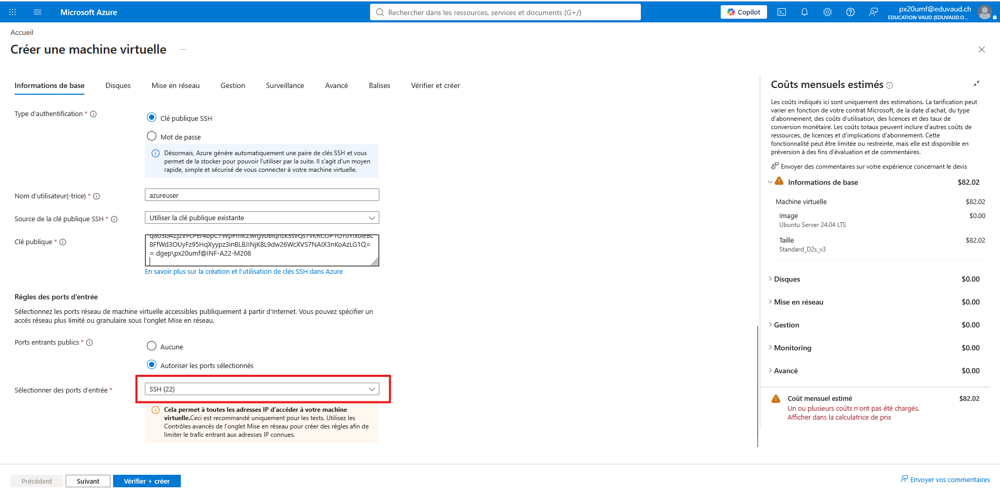 Microsoft Azure
Rechercher dans les ressources, services et documents (G+/)
Copilot
px20umf@eduvaud.ch
EDUCATION VAUD (EDUVAUD.O...
Accueil
Créer une machine virtuelle ...
Informations de base Disques Mise en réseau Gestion Surveillance Avancé Balises Vérifier et créer
Type d'authentification *
Clé publique SSH
Mot de passe
Désormais, Azure génère automatiquement une paire de clés SSH et vous
permet de la stocker pour pouvoir l'utiliser par la suite. Il s'agit d'un moyen
rapide, simple et sécurisé de vous connecter à votre machine virtuelle.
Nom d'utilisateur(-trice) *
azureuser
Source de la clé publique SSH *
Utiliser la clé publique existante
Clé publique *
8FfWd3OUyFz95HqXyypz3inBLBJINjK8L9dw26WcXVS7NAIX3nKoAzLG1Q=
= dgep\px20umf@INF-A22-M208
En savoir plus sur la création et l'utilisation de clés SSH dans Azure
Règles des ports d'entrée
Sélectionnez les ports réseau de machine virtuelle accessibles publiquement à partir d'Internet. Vous pouvez spécifier un
accès réseau plus limité ou granulaire sous l'onglet Mise en réseau.
Ports entrants publics *
Aucune
Autoriser les ports sélectionnés
Sélectionner des ports d'entrée *
SSH (22)
Cela permet à toutes les adresses IP d'accéder à votre machine
virtuelle.Ceci est recommandé uniquement pour les tests. Utilisez les
Contrôles avancés de l'onglet Mise en réseau pour créer des règles afin de
limiter le trafic entrant aux adresses IP connues.
Précédent
Suivant
Vérifier + créer
Coûts mensuels estimés
Les coûts indiqués ici sont uniquement des estimations. La tarification peut
varier en fonction de votre contrat Microsoft, de la date d'achat, du type
d'abonnement, des coûts d'utilisation, des licences et des taux de
conversion monétaire. Les coûts totaux peuvent inclure d'autres coûts de
ressources, de licences et d'implications d'abonnement. Cette
fonctionnalité peut être limitée ou restreinte, mais elle est disponible en
préversion à des fins d'évaluation et de commentaires.
Envoyer des commentaires sur votre expérience concernant le devis
Informations de base $82.02
Machine virtuelle $82.02
Image $0.00
Ubuntu Server 24.04 LTS
Taille $82.02
Standard_D2s_v3
Disques $0.00
Mise en réseau $0.00
Gestion $0.00
Monitoring $0.00
Avancé $0.00
Coût mensuel estimé $82.02
Un ou plusieurs coûts n'ont pas été chargés.
Afficher dans la calculatrice de prix
Envoyer vos commentaires